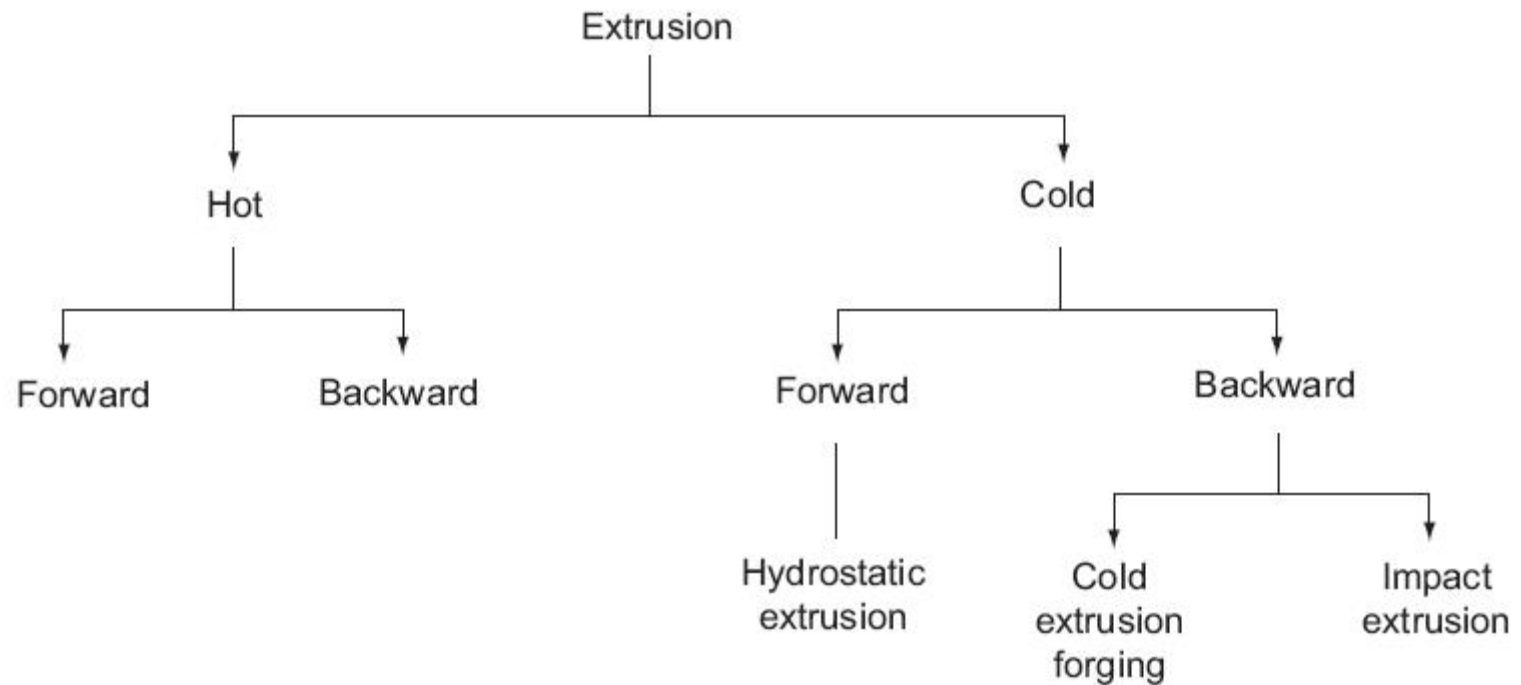 Extrusion
Hot
Cold
Forward
Backward
Forward
Backward
Hydrostatic
extrusion
Cold
extrusion
forging
Impact
extrusion